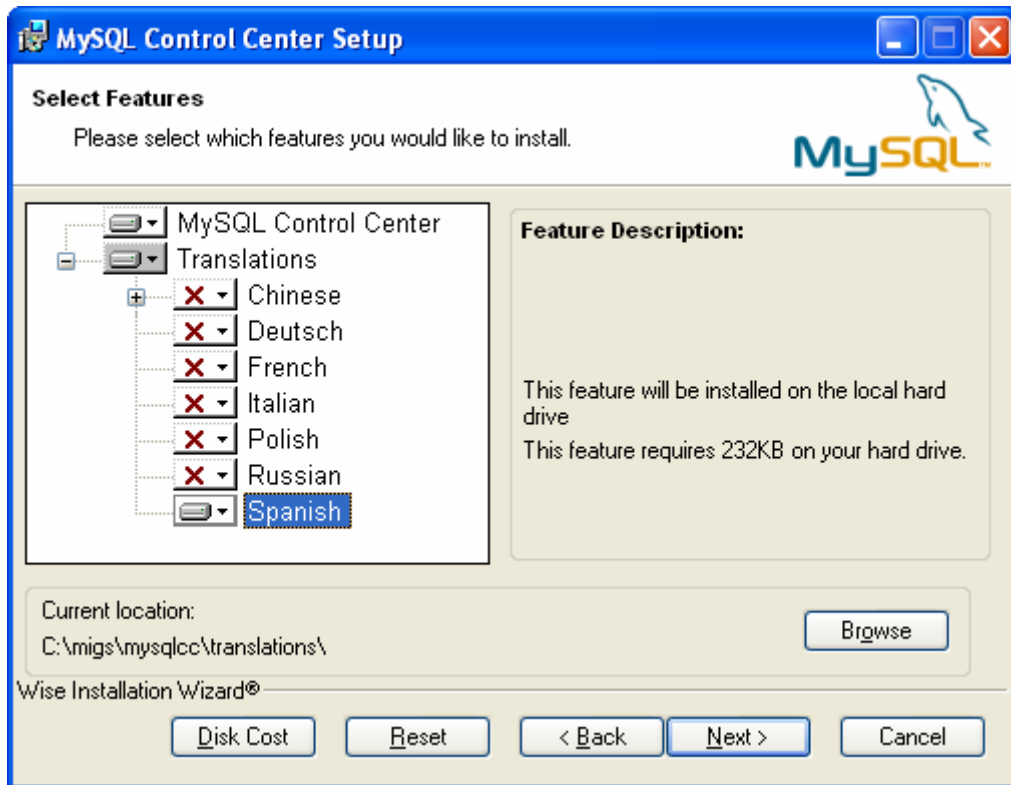 MySQL Control Center Setup
Select Features
Please select which features you would like to install.
MySQL™
MySQL Control Center
Translations
Chinese
Deutsch
French
Italian
Polish
Russian
Spanish
Feature Description:
This feature will be installed on the local hard
drive
This feature requires 232KB on your hard drive.
Current location:
C:\migs\mysqlcc\translations\
Browse
Wise Installation Wizard®
Disk Cost
Reset
< Back
Next >
Cancel